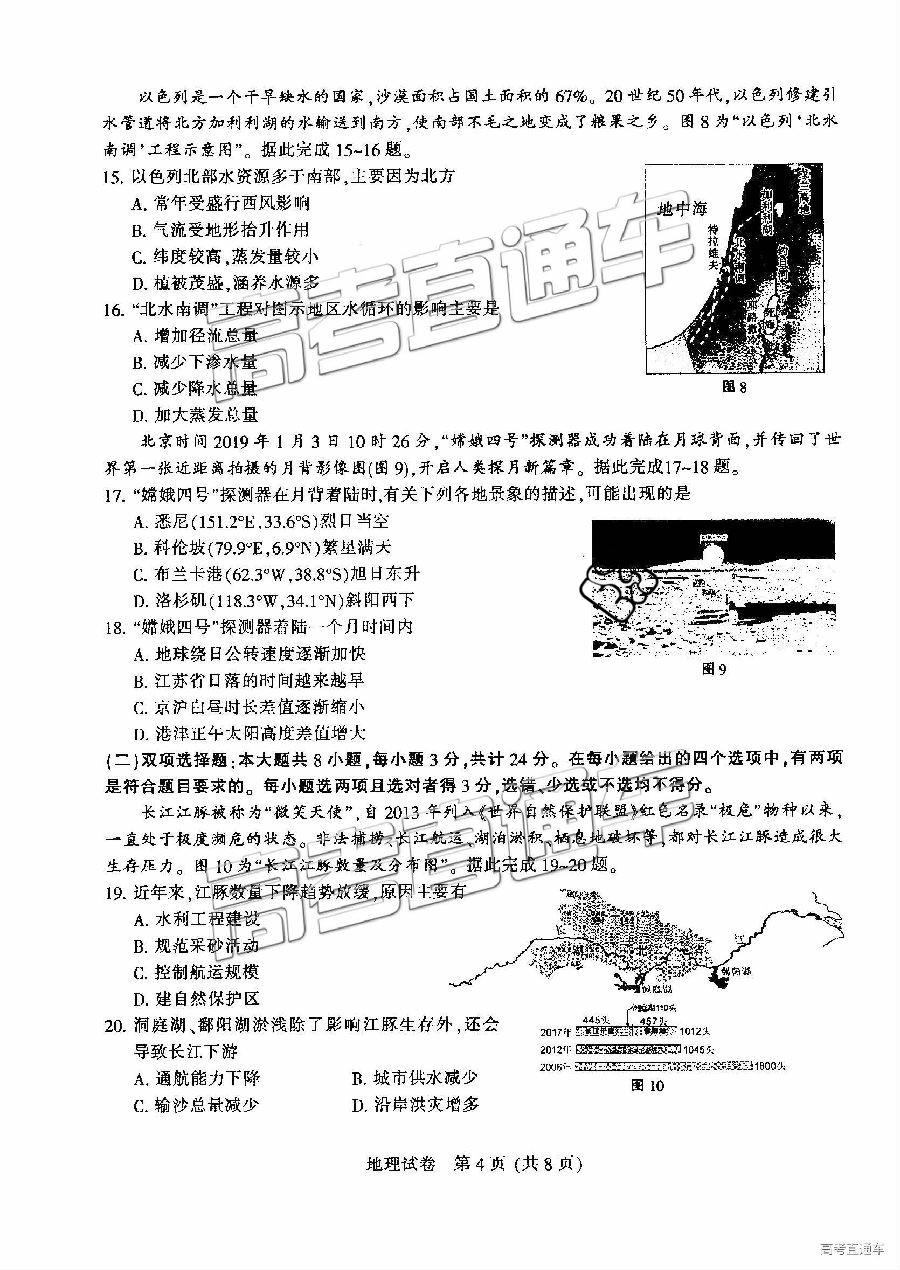 以色列是一个干旱缺水的国家,沙漠面积占国土面积的67%。20世纪50年代,以色列修建引
水管道将北方加利利湖的水输送到南方,使南部不毛之地变成了粮果之乡。图8为“以色列‘北水
南调’工程示意图”。据此完成15~16题。
15. 以色列北部水资源多于南部,主要因为北方
A. 常年受盛行西风影响
B. 气流受地形抬升作用
C. 纬度较高,蒸发量较小
D. 植被茂盛,涵养水源多
地中海
特拉维夫
加利利湖
死海
图8
16. “北水南调”工程对图示地区水循环的影响主要是
A. 增加径流总量
B. 减少下渗水量
C. 减少降水总量
D. 加大蒸发总量
北京时间2019年1月3日10时26分,“嫦娥四号”探测器成功着陆在月球背面,并传回了世
界第一张近距离拍摄的月背影像图(图9),开启人类探月新篇章。据此完成17~18题。
17. “嫦娥四号”探测器在月背着陆时,有关下列各地景象的描述,可能出现的是
A. 悉尼(151.2°E,33.6°S)烈日当空
B. 科伦坡(79.9°E,6.9°N)繁星满天
C. 布兰卡港(62.3°W,38.8°S)旭日东升
D. 洛杉矶(118.3°W,34.1°N)斜阳西下
图9
18. “嫦娥四号”探测器着陆一个月时间内
A. 地球绕日公转速度逐渐加快
B. 江苏省日落的时间越来越早
C. 京沪白昼时长差值逐渐缩小
D. 港津正午太阳高度差值增大
(二)双项选择题:本大题共8小题,每小题3分,共计24分。在每小题给出的四个选项中,有两项
是符合题目要求的。每小题选两项且选对者得3分,选错、少选或不选均不得分。
长江江豚被称为“微笑天使”,自2013年列入《世界自然保护联盟》红色名录“极危”物种以来,
一直处于极度濒危的状态。非法捕捞、长江航运、湖泊淤积、栖息地破坏等,都对长江江豚造成很大
生存压力。图10为“长江江豚数量及分布图”。据此完成19~20题。
19. 近年来,江豚数量下降趋势放缓,原因主要有
A. 水利工程建设
B. 规范采砂活动
C. 控制航运规模
D. 建自然保护区
鄱阳湖
洞庭湖
洞庭湖110头
445头 457头
2017年 1012头
2012年 1045头
2006年 1800头
图10
20. 洞庭湖、鄱阳湖淤浅除了影响江豚生存外,还会
导致长江下游
A. 通航能力下降 B. 城市供水减少
C. 输沙总量减少 D. 沿岸洪灾增多
地理试卷 第4页(共8页)
高考直通车
高考直通车
高考直通车